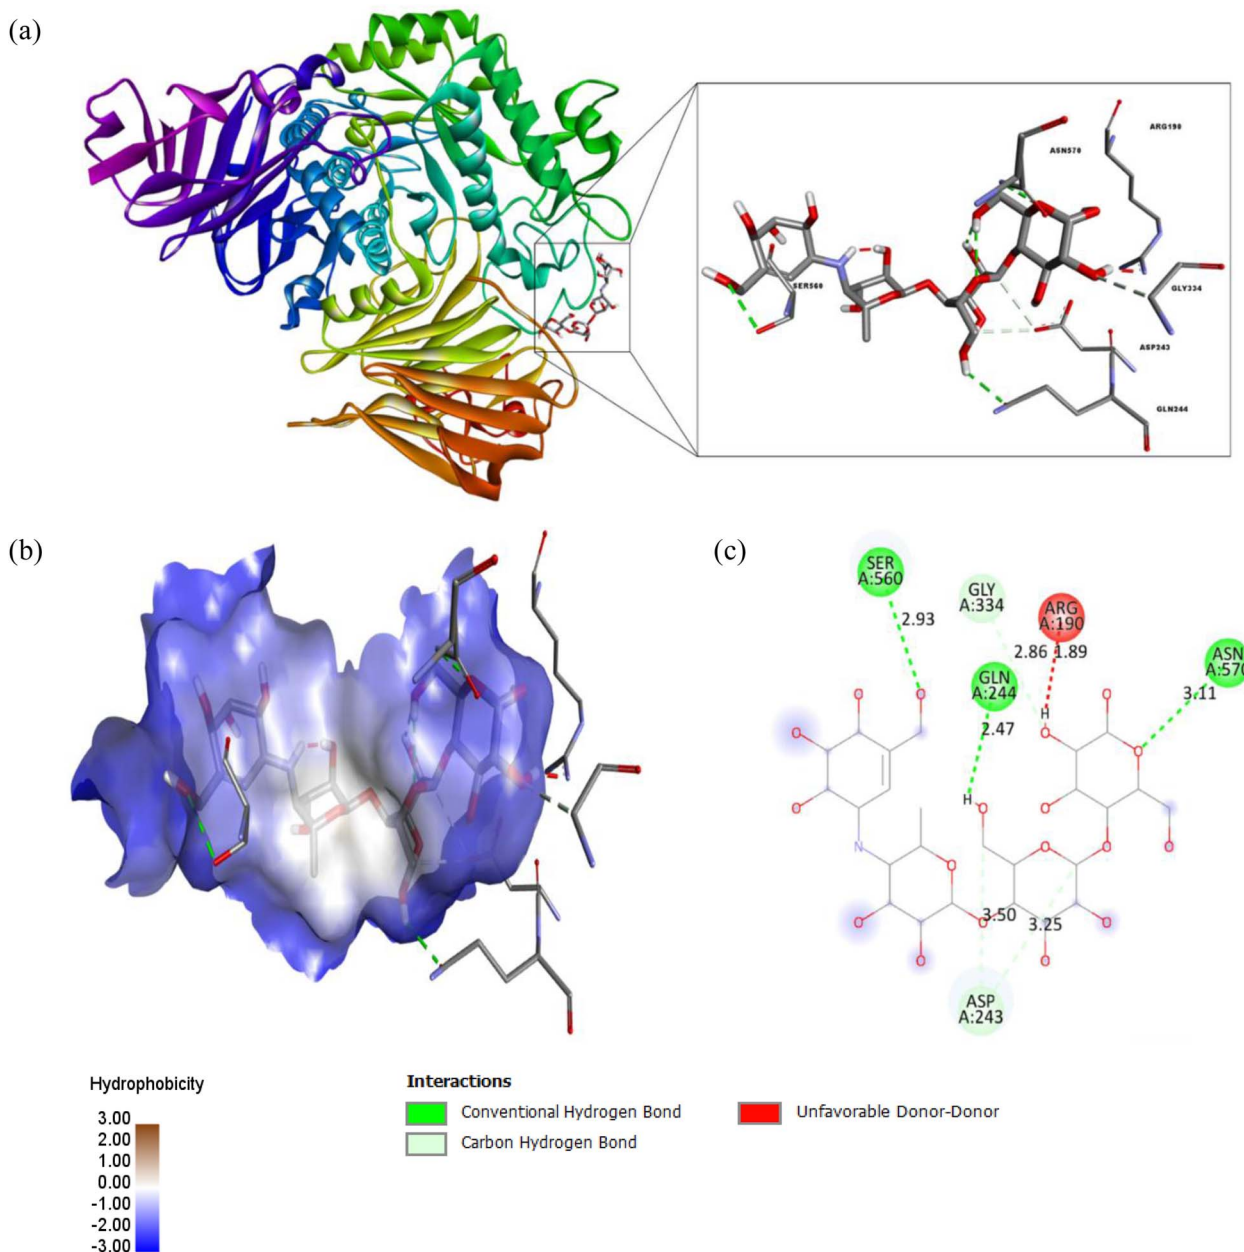 (a)
ASN570
ARG190
SER560
GLY334
ASP243
GLN244
(b)
(c)
SER
A:560
GLY
A:334
ARG
A:190
ASN
A:570
2.93
2.86
1.89
GLN
A:244
3.11
2.47
H
O
H
O
O
O
O
O
O
O
O
O
H
O
N
O
O
O
O
3.50
O
3.25
O
O
O
O
ASP
A:243
Hydrophobicity
3.00
2.00
1.00
0.00
-1.00
-2.00
-3.00
Interactions
Conventional Hydrogen Bond
Unfavorable Donor-Donor
Carbon Hydrogen Bond